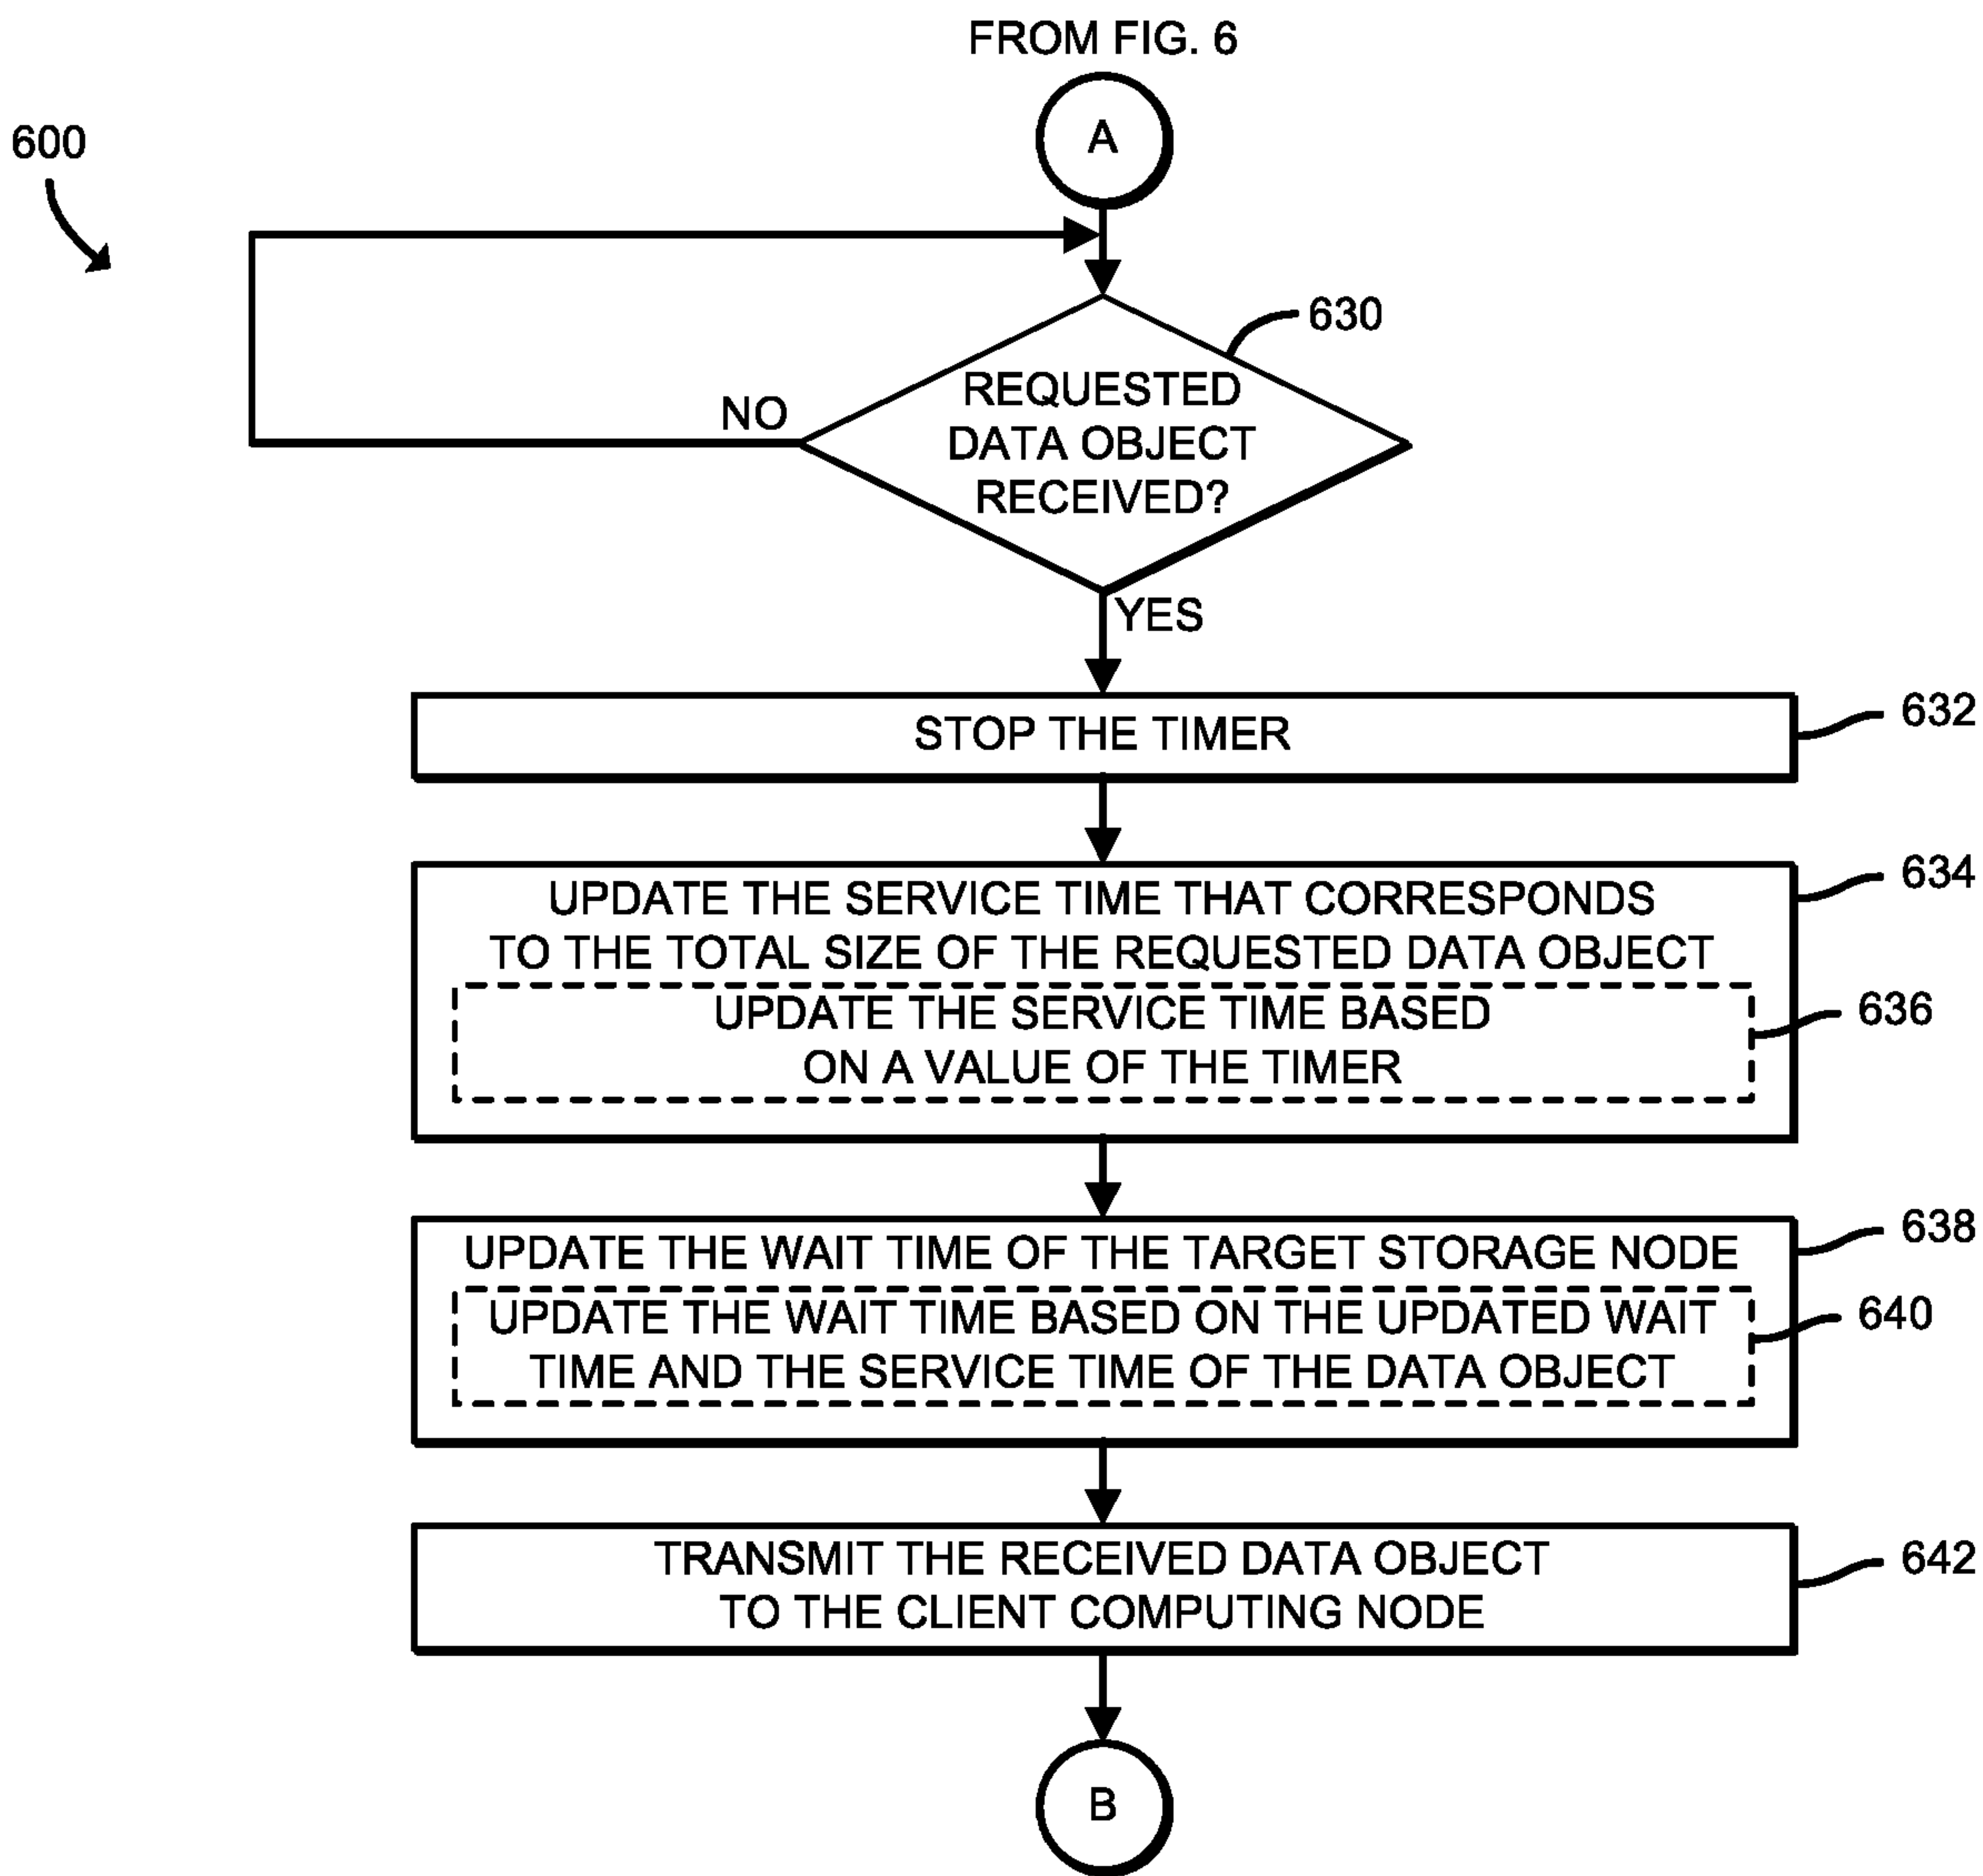 FROM FIG. 6
A
600
630
REQUESTED
DATA OBJECT
RECEIVED?
NO
YES
STOP THE TIMER
632
UPDATE THE SERVICE TIME THAT CORRESPONDS
TO THE TOTAL SIZE OF THE REQUESTED DATA OBJECT
634
UPDATE THE SERVICE TIME BASED
ON A VALUE OF THE TIMER
636
UPDATE THE WAIT TIME OF THE TARGET STORAGE NODE
638
UPDATE THE WAIT TIME BASED ON THE UPDATED WAIT
TIME AND THE SERVICE TIME OF THE DATA OBJECT
640
TRANSMIT THE RECEIVED DATA OBJECT
TO THE CLIENT COMPUTING NODE
642
B